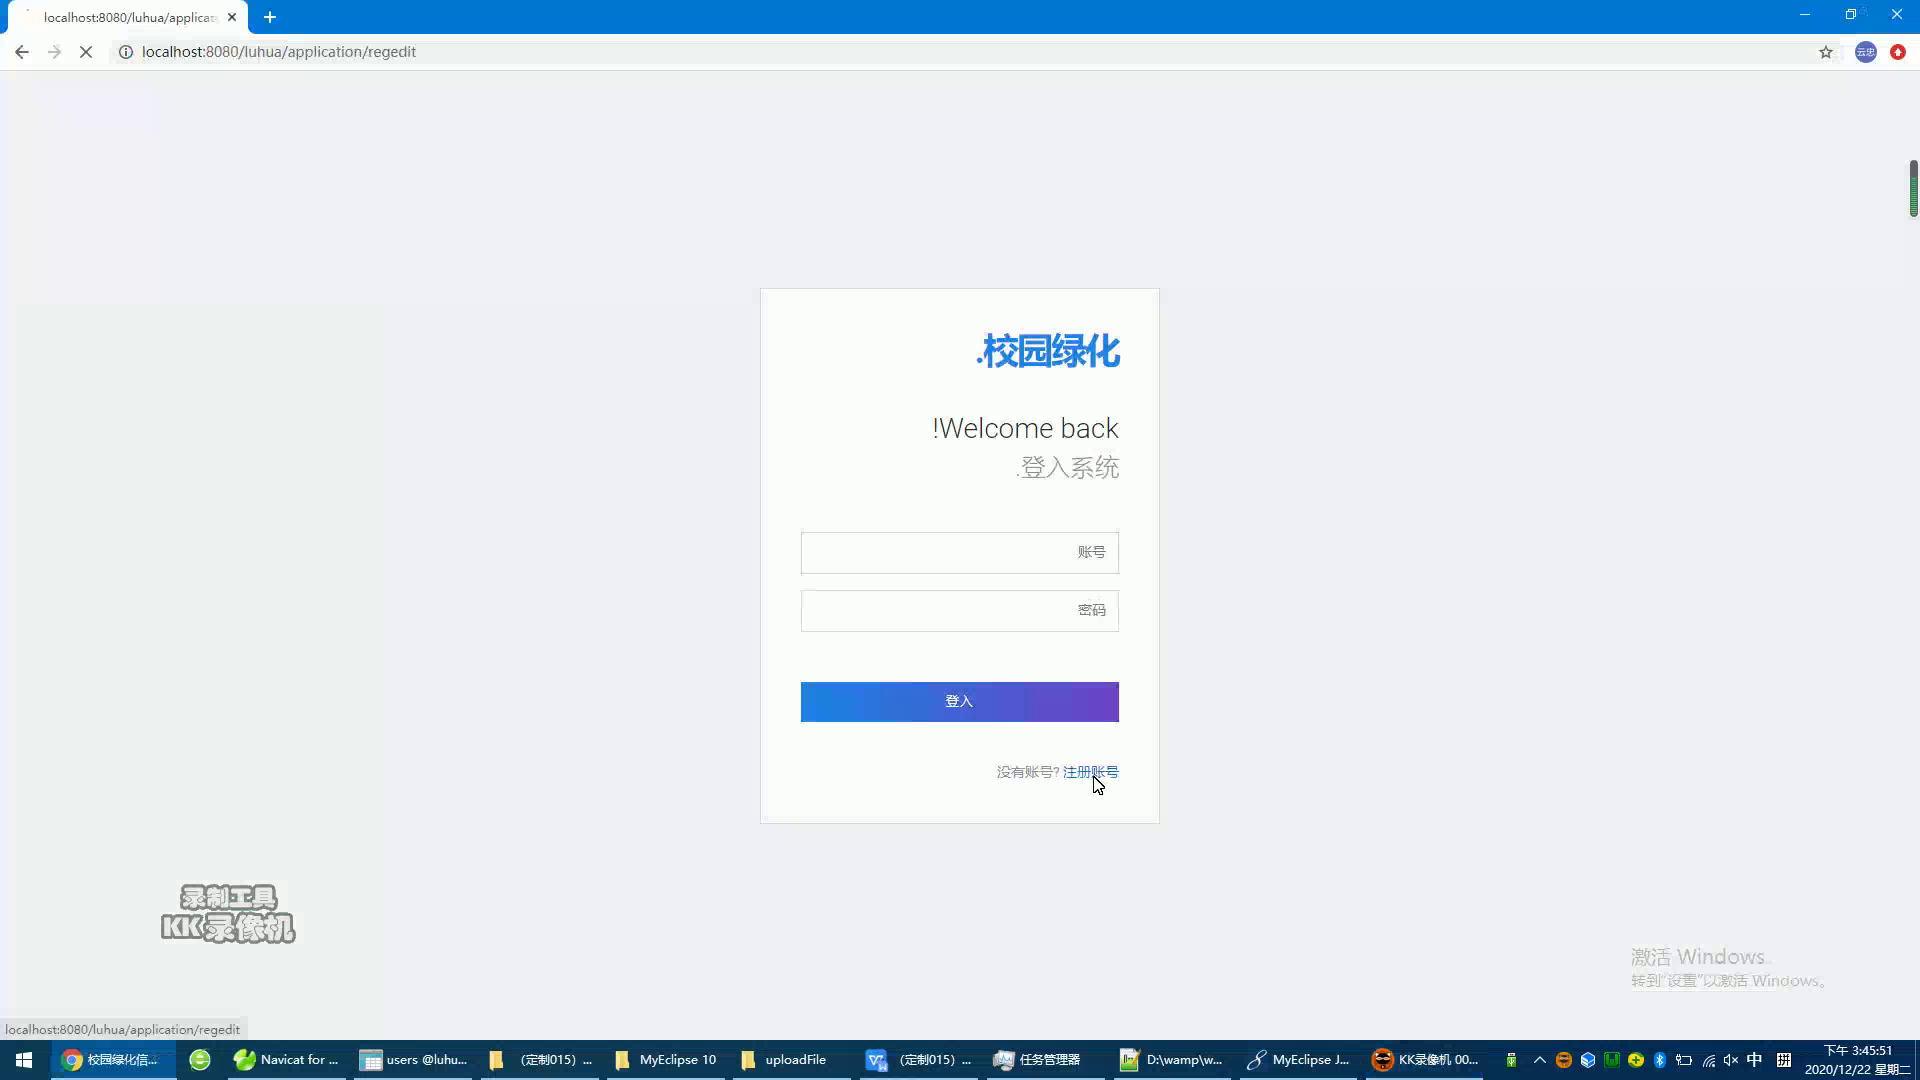 localhost:8080/luhua/applicat
localhost:8080/luhua/application/regedit
云忠
.校园绿化
!Welcome back
.登入系统
账号
密码
登入
没有账号? 注册账号
录制工具
KK录像机
激活 Windows
转到"设置"以激活 Windows。
localhost:8080/luhua/application/regedit
校园绿化信... Navicat for ... users @luhu... (定制015) ... MyEclipse 10 uploadFile (定制015) ... 任务管理器 D:\wamp\w... MyEclipse J... KK录像机 00... 中 拼
下午 3:45:51
2020/12/22 星期二